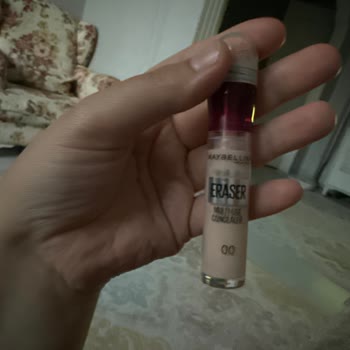 MAYBELLINE
ERASER
MULTI-USE
CONCEALER
00